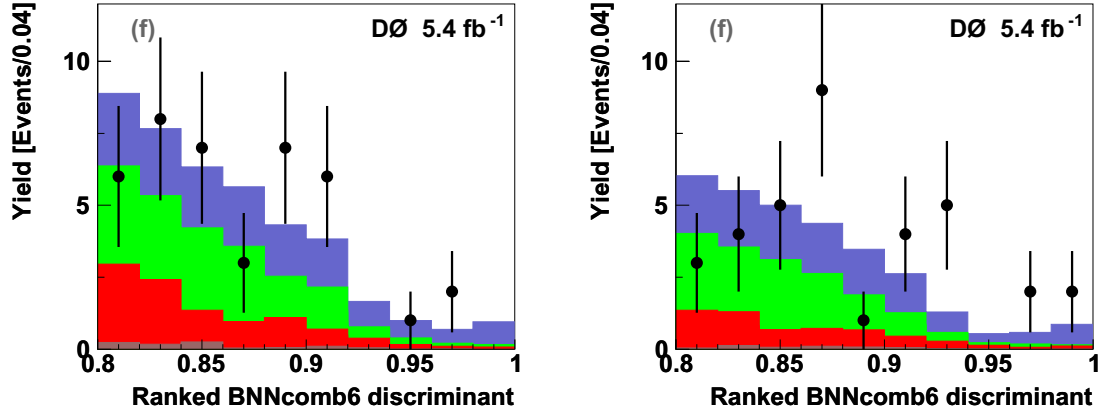 (f) DØ 5.4 fb⁻¹
Yield [Events/0.04]
10
5
0
0.8 0.85 0.9 0.95 1
Ranked BNNcomb6 discriminant
(f) DØ 5.4 fb⁻¹
Yield [Events/0.04]
10
5
0
0.8 0.85 0.9 0.95 1
Ranked BNNcomb6 discriminant